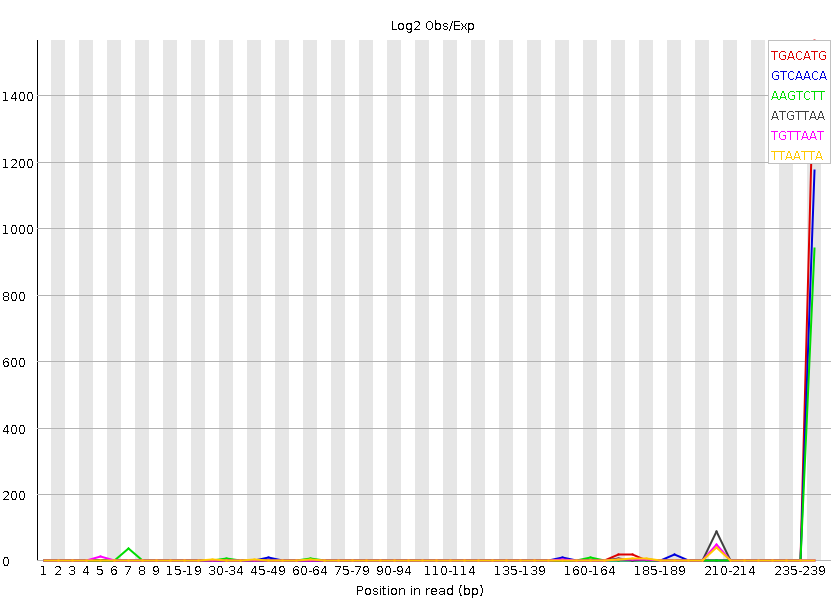 Log2 Obs/Exp
TGACATG
GTCAACA
AAGTCTT
ATGTTAA
TGTTAAT
TTAATTA
1400
1200
1000
800
600
400
200
0
1 2 3 4 5 6 7 8 9 15-19 30-34 45-49 60-64 75-79 90-94 110-114 135-139 160-164 185-189 210-214 235-239
Position in read (bp)